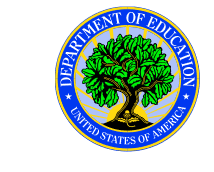 DEPARTMENT OF EDUCATION
UNITED STATES OF AMERICA